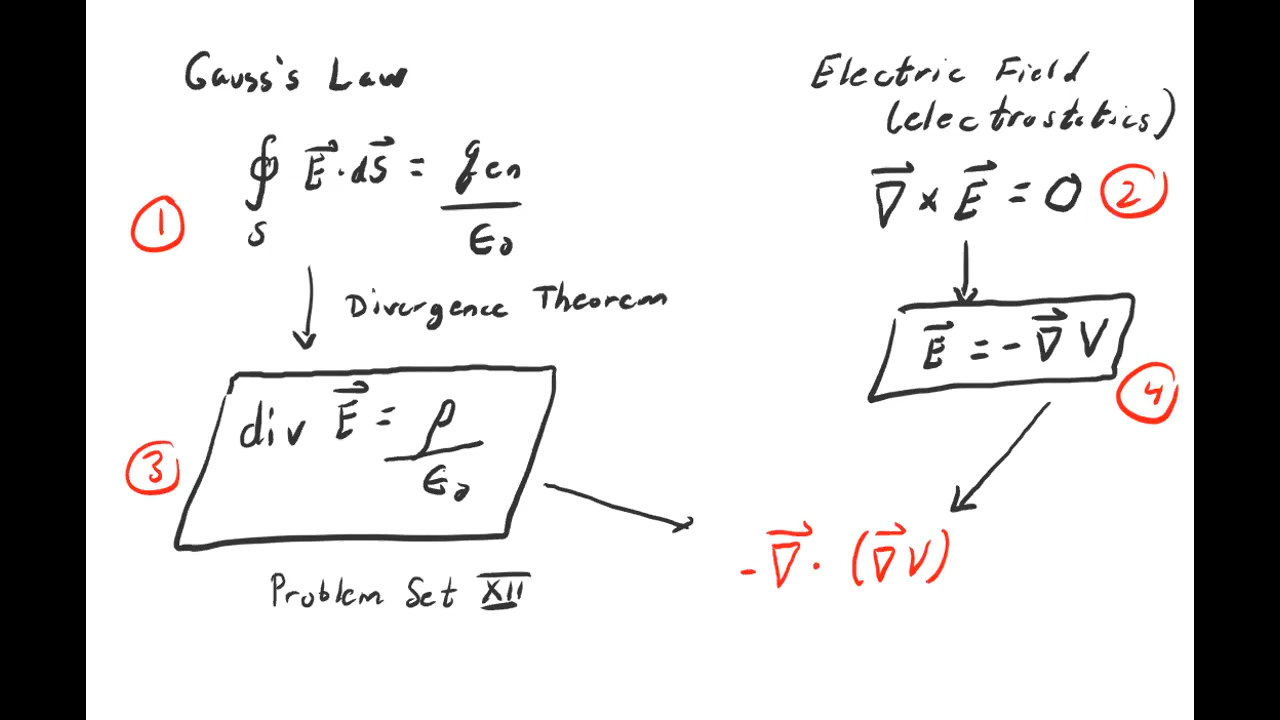 Gauss's Law
∮ E⃗ · dS⃗ = qen / ϵ0
S
①
Divergence Theorem
③
div E⃗ = ρ / ϵ0
Problem Set XII
Electric Field
(electrostatics)
∇⃗ × E⃗ = 0 ②
E⃗ = - ∇⃗ V
④
- ∇⃗ · (∇⃗ V)